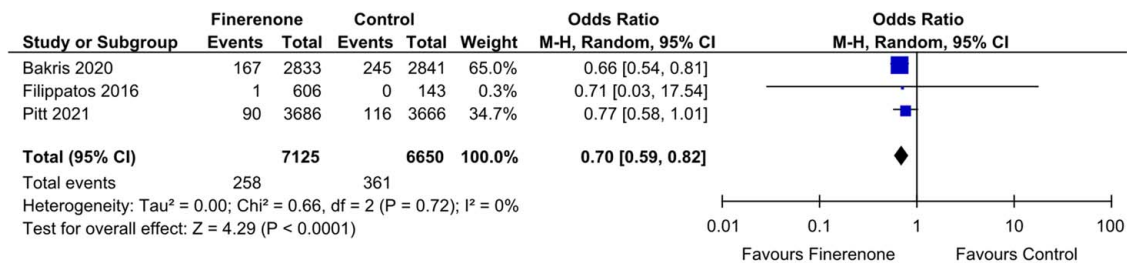 Finerenone Control Odds Ratio Odds Ratio
Study or Subgroup Events Total Events Total Weight M-H, Random, 95% CI M-H, Random, 95% CI
Bakris 2020 167 2833 245 2841 65.0% 0.66 [0.54, 0.81]
Filippatos 2016 1 606 0 143 0.3% 0.71 [0.03, 17.54]
Pitt 2021 90 3686 116 3666 34.7% 0.77 [0.58, 1.01]
Total (95% CI) 7125 6650 100.0% 0.70 [0.59, 0.82]
Total events 258 361
Heterogeneity: Tau² = 0.00; Chi² = 0.66, df = 2 (P = 0.72); I² = 0%
Test for overall effect: Z = 4.29 (P < 0.0001)
0.01 0.1 1 10 100
Favours Finerenone Favours Control